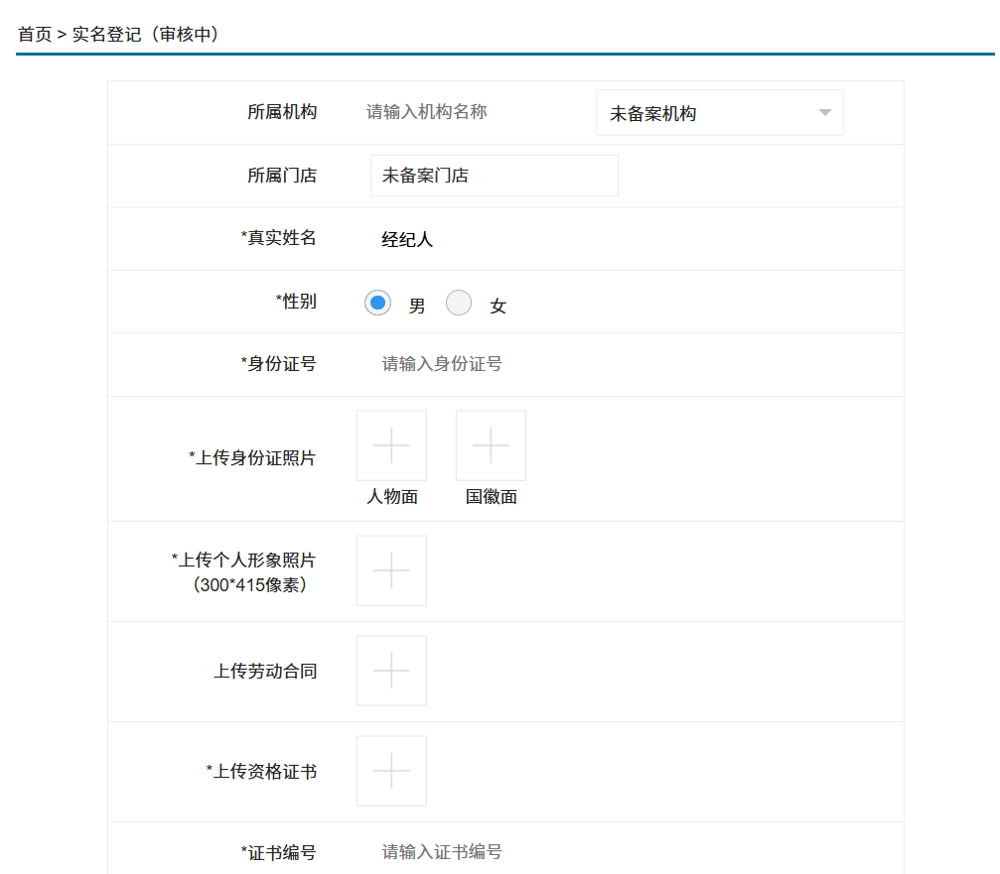 首页 > 实名登记（审核中）
所属机构 请输入机构名称 未备案机构
所属门店 未备案门店
*真实姓名 经纪人
*性别 男 女
*身份证号 请输入身份证号
*上传身份证照片
人物面 国徽面
*上传个人形象照片
（300*415像素）
上传劳动合同
*上传资格证书
*证书编号 请输入证书编号